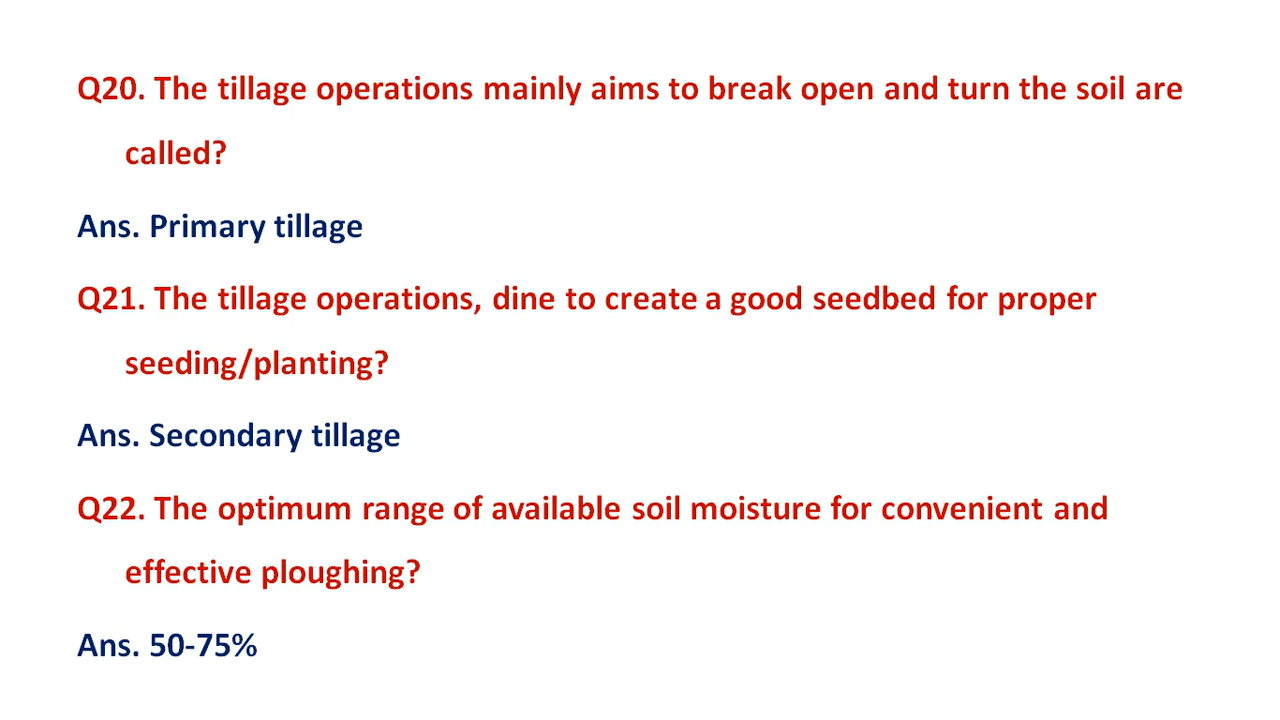 Q20. The tillage operations mainly aims to break open and turn the soil are
called?
Ans. Primary tillage
Q21. The tillage operations, dine to create a good seedbed for proper
seeding/planting?
Ans. Secondary tillage
Q22. The optimum range of available soil moisture for convenient and
effective ploughing?
Ans. 50-75%